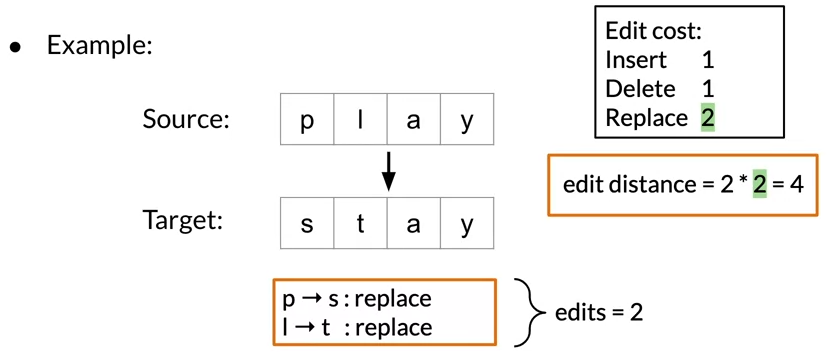 • Example:
Edit cost:
Insert 1
Delete 1
Replace 2
Source: p l a y
edit distance = 2 * 2 = 4
Target: s t a y
p → s : replace
l → t : replace
edits = 2